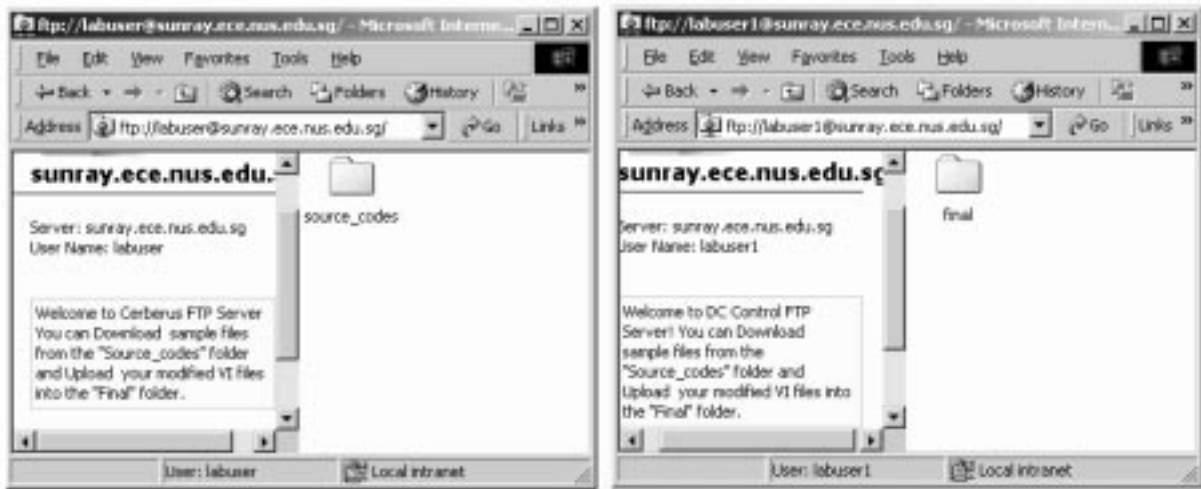 ftp://labuser@sunray.ece.nus.edu.sg/ - Microsoft Interne...
File Edit View Favorites Tools Help
Back Search Folders History »
Address ftp://labuser@sunray.ece.nus.edu.sg/ Go Links »
sunray.ece.nus.edu.
Server: sunray.ece.nus.edu.sg
User Name: labuser
Welcome to Cerberus FTP Server
You can Download sample files
from the "Source_codes" folder
and Upload your modified VI files
into the "Final" folder.
source_codes
User: labuser Local intranet
ftp://labuser1@sunray.ece.nus.edu.sg/ - Microsoft Intern...
File Edit View Favorites Tools Help
Back Search Folders History »
Address ftp://labuser1@sunray.ece.nus.edu.sg/ Go Links »
sunray.ece.nus.edu.sg
Server: sunray.ece.nus.edu.sg
User Name: labuser1
Welcome to DC Control FTP
Server! You can Download
sample files from the
"Source_codes" folder and
Upload your modified VI files into
the "Final" folder.
final
User: labuser1 Local intranet